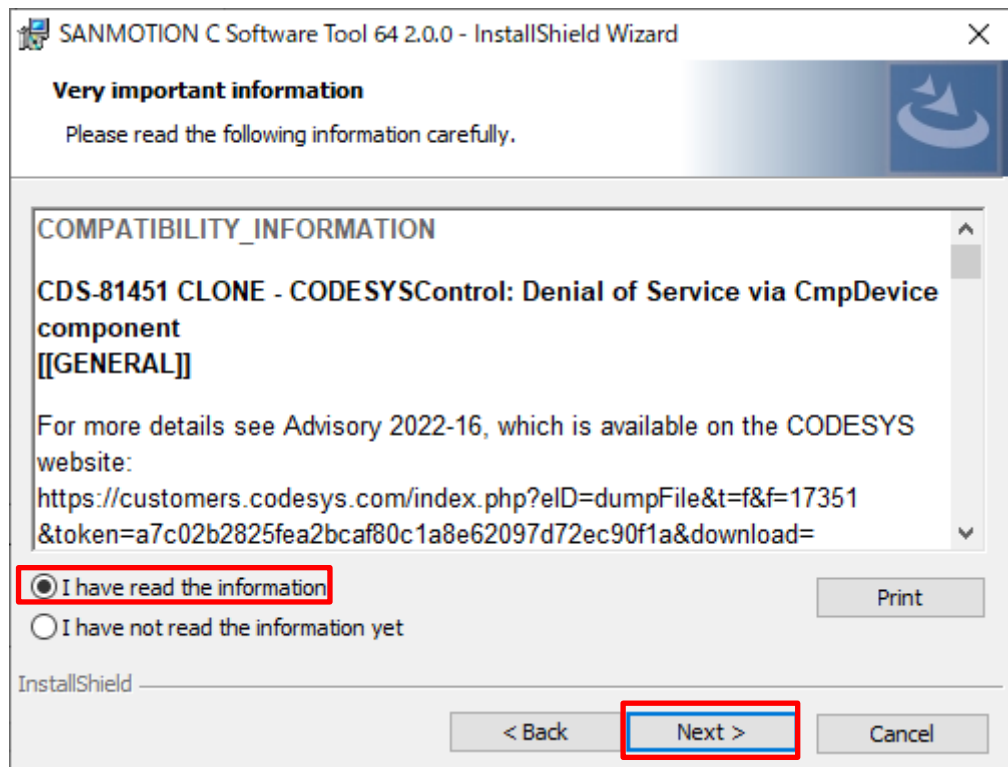 SANMOTION C Software Tool 64 2.0.0 - InstallShield Wizard
Very important information
Please read the following information carefully.
COMPATIBILITY_INFORMATION
CDS-81451 CLONE - CODESYSControl: Denial of Service via CmpDevice
component
[[GENERAL]]
For more details see Advisory 2022-16, which is available on the CODESYS
website:
https://customers.codesys.com/index.php?eID=dumpFile&t=f&f=17351
&token=a7c02b2825fea2bcaf80c1a8e62097d72ec90f1a&download=
I have read the information
Print
I have not read the information yet
InstallShield
< Back
Next >
Cancel